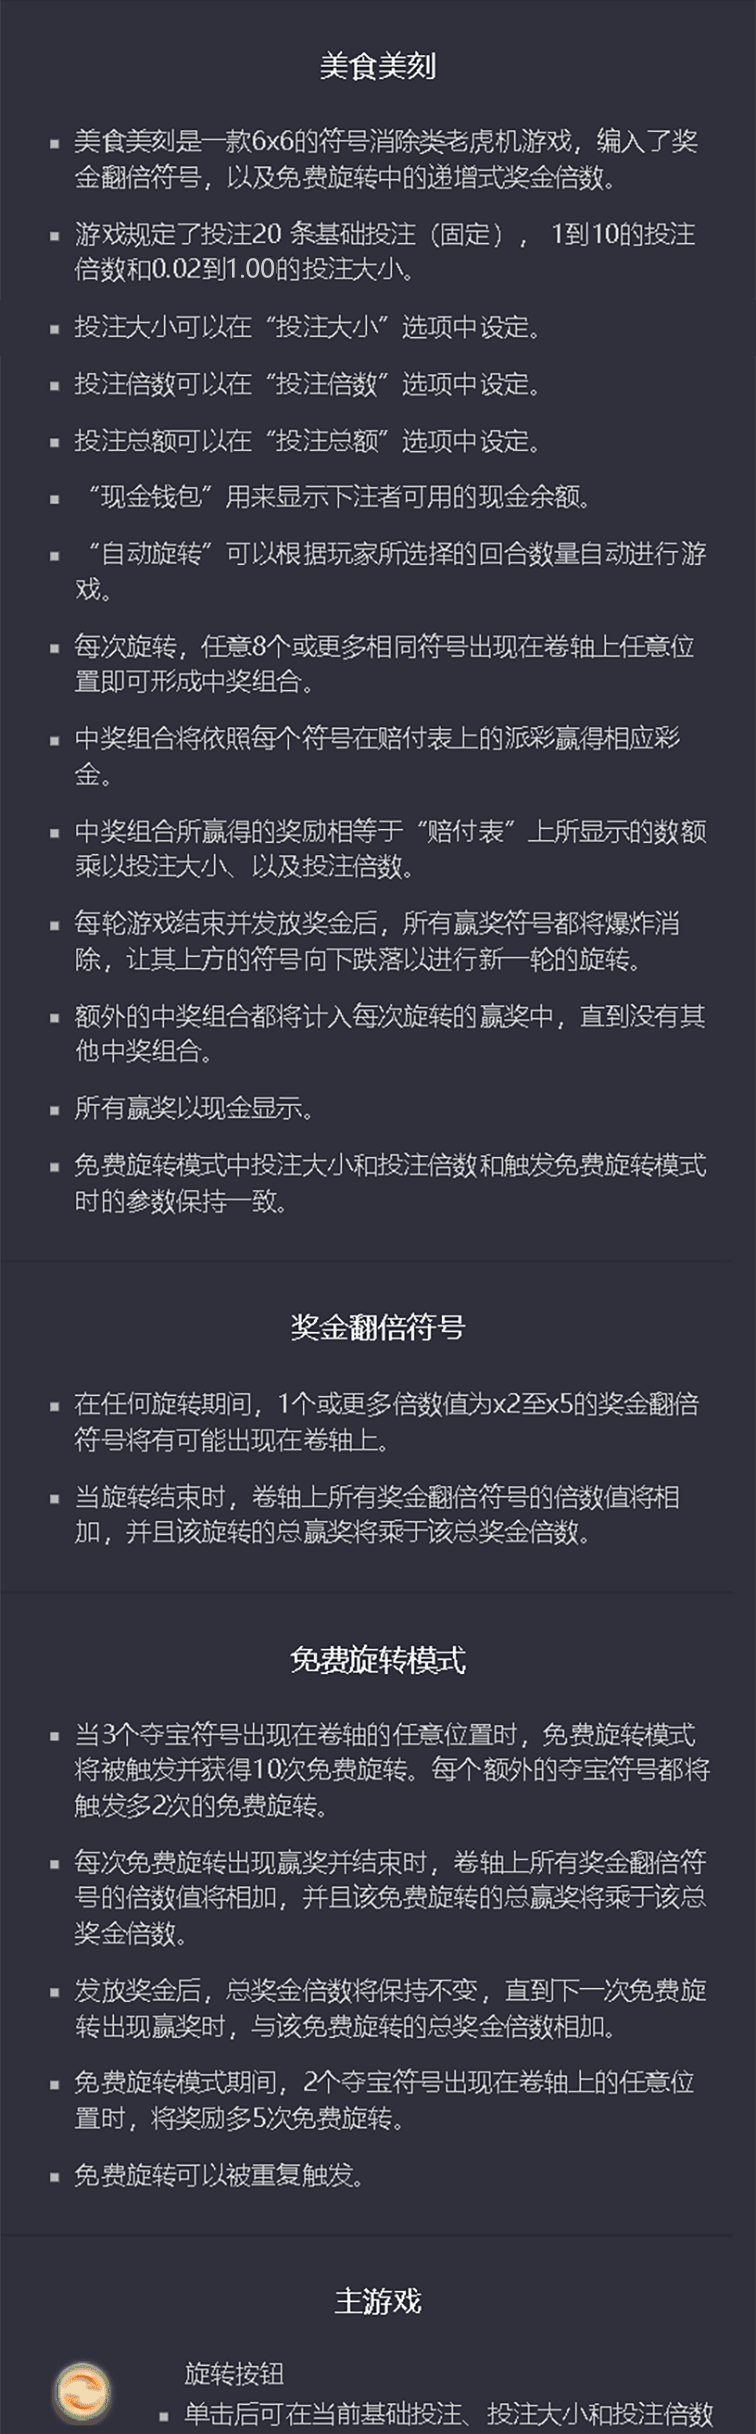 美食美刻
美食美刻是一款6x6的符号消除类老虎机游戏，编入了奖
金翻倍符号，以及免费旋转中的递增式奖金倍数。
游戏规定了投注20 条基础投注（固定）， 1到10的投注
倍数和0.02到1.00的投注大小。
投注大小可以在“投注大小”选项中设定。
投注倍数可以在“投注倍数”选项中设定。
投注总额可以在“投注总额”选项中设定。
“现金钱包”用来显示下注者可用的现金余额。
“自动旋转”可以根据玩家所选择的回合数量自动进行游
戏。
每次旋转，任意8个或更多相同符号出现在卷轴上任意位
置即可形成中奖组合。
中奖组合将依照每个符号在赔付表上的派彩赢得相应彩
金。
中奖组合所赢得的奖励相等于“赔付表”上所显示的数额
乘以投注大小、以及投注倍数。
每轮游戏结束并发放奖金后，所有赢奖符号都将爆炸消
除，让其上方的符号向下跌落以进行新一轮的旋转。
额外的中奖组合都将计入每次旋转的赢奖中，直到没有其
他中奖组合。
所有赢奖以现金显示。
免费旋转模式中投注大小和投注倍数和触发免费旋转模式
时的参数保持一致。
奖金翻倍符号
在任何旋转期间，1个或更多倍数值为x2至x5的奖金翻倍
符号将有可能出现在卷轴上。
当旋转结束时，卷轴上所有奖金翻倍符号的倍数值将相
加，并且该旋转的总赢奖将乘于该总奖金倍数。
免费旋转模式
当3个夺宝符号出现在卷轴的任意位置时，免费旋转模式
将被触发并获得10次免费旋转。每个额外的夺宝符号都将
触发多2次的免费旋转。
每次免费旋转出现赢奖并结束时，卷轴上所有奖金翻倍符
号的倍数值将相加，并且该免费旋转的总赢奖将乘于该总
奖金倍数。
发放奖金后，总奖金倍数将保持不变，直到下一次免费旋
转出现赢奖时，与该免费旋转的总奖金倍数相加。
免费旋转模式期间，2个夺宝符号出现在卷轴上的任意位
置时，将奖励多5次免费旋转。
免费旋转可以被重复触发。
主游戏
旋转按钮
单击后可在当前基础投注、投注大小和投注倍数